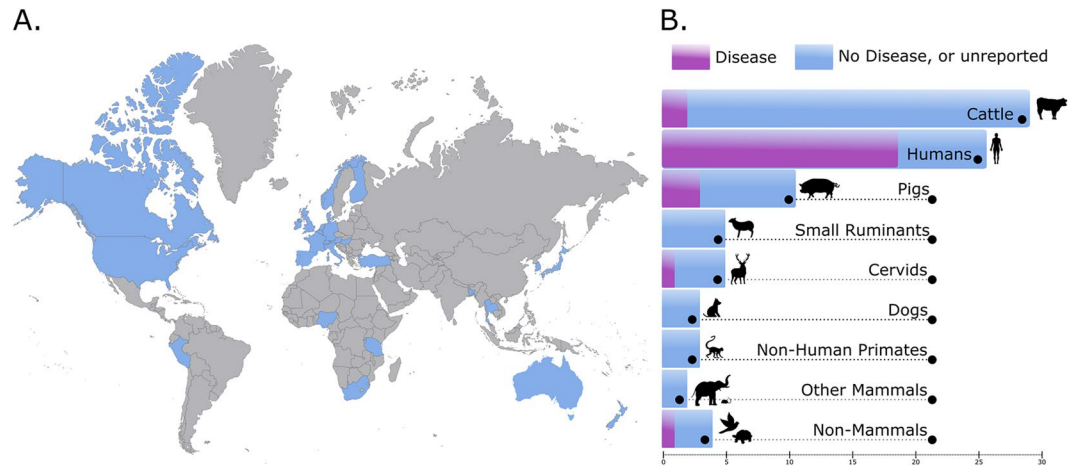 A.
B.
Disease
No Disease, or unreported
Cattle
Humans
Pigs
Small Ruminants
Cervids
Dogs
Non-Human Primates
Other Mammals
Non-Mammals
0 5 10 15 20 25 30